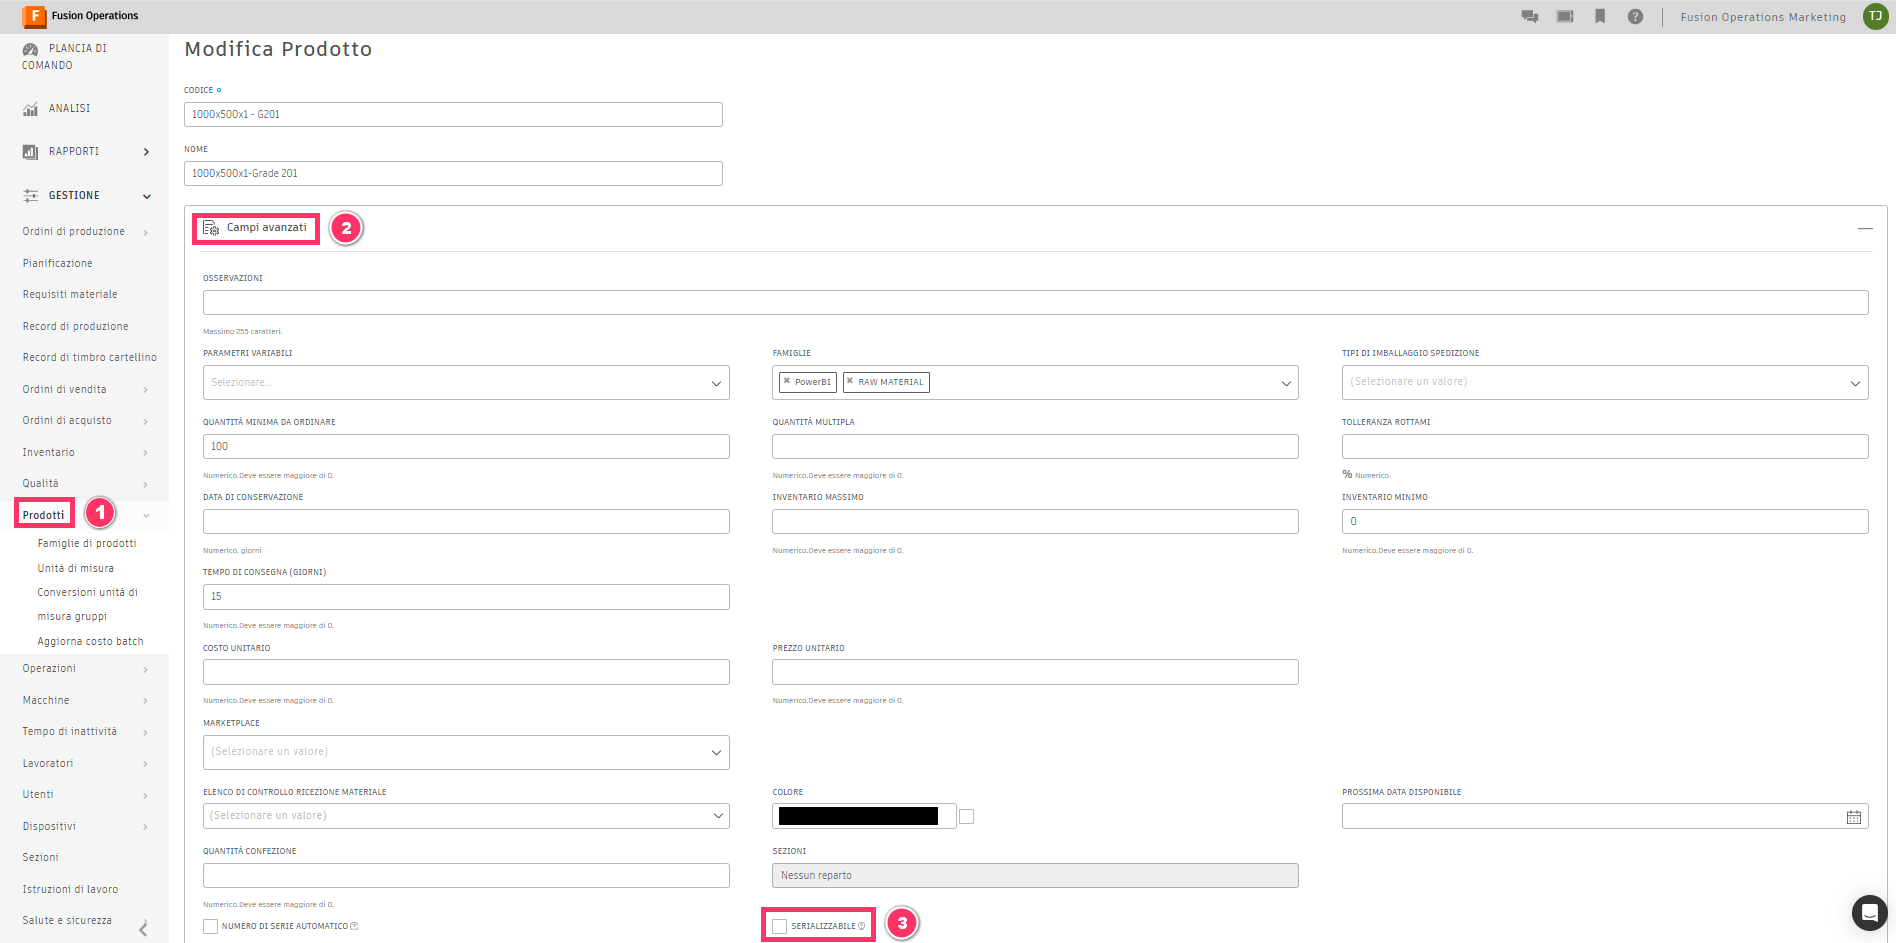 Fusion Operations
Fusion Operations Marketing
TJ
PLANCIA DI
COMANDO
ANALISI
RAPPORTI
GESTIONE
Ordini di produzione
Pianificazione
Requisiti materiale
Record di produzione
Record di timbro cartellino
Ordini di vendita
Ordini di acquisto
Inventario
Qualità
Prodotti
1
Famiglie di prodotti
Unità di misura
Conversioni unità di
misura gruppi
Aggiorna costo batch
Operazioni
Macchine
Tempo di inattività
Lavoratori
Utenti
Dispositivi
Sezioni
Istruzioni di lavoro
Salute e sicurezza
Modifica Prodotto
CODICE
1000x500x1 - G201
NOME
1000x500x1-Grade 201
Campi avanzati
2
OSSERVAZIONI
Massimo 255 caratteri.
PARAMETRI VARIABILI
FAMIGLIE
TIPI DI IMBALLAGGIO SPEDIZIONE
Selezionare...
PowerBI
RAW MATERIAL
(Selezionare un valore)
QUANTITÀ MINIMA DA ORDINARE
QUANTITÀ MULTIPLA
TOLLERANZA ROTTAMI
100
Numerico.Deve essere maggiore di 0.
Numerico.Deve essere maggiore di 0.
% Numerico.
DATA DI CONSERVAZIONE
INVENTARIO MASSIMO
INVENTARIO MINIMO
0
Numerico. giorni
Numerico.Deve essere maggiore di 0.
Numerico.Deve essere maggiore di 0.
TEMPO DI CONSEGNA (GIORNI)
15
Numerico.Deve essere maggiore di 0.
COSTO UNITARIO
PREZZO UNITARIO
Numerico.Deve essere maggiore di 0.
Numerico.Deve essere maggiore di 0.
MARKETPLACE
(Selezionare un valore)
ELENCO DI CONTROLLO RICEZIONE MATERIALE
COLORE
PROSSIMA DATA DISPONIBILE
(Selezionare un valore)
QUANTITÀ CONFEZIONE
SEZIONI
Nessun reparto
Numerico.Deve essere maggiore di 0.
NUMERO DI SERIE AUTOMATICO
SERIALIZZABILE
3